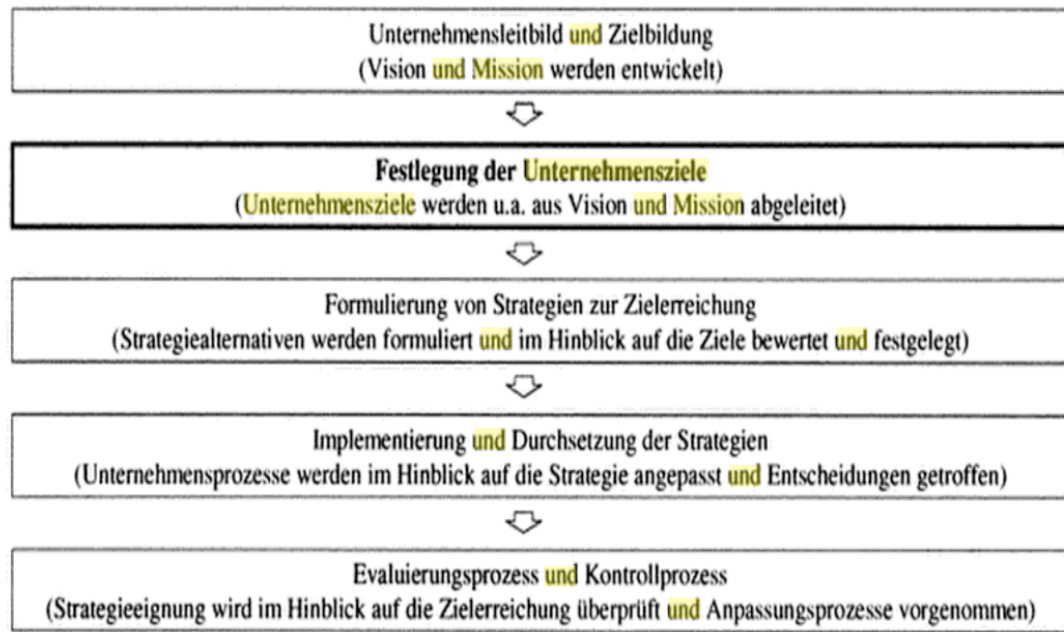 Unternehmensleitbild und Zielbildung
(Vision und Mission werden entwickelt)
Festlegung der Unternehmensziele
(Unternehmensziele werden u.a. aus Vision und Mission abgeleitet)
Formulierung von Strategien zur Zielerreichung
(Strategiealternativen werden formuliert und im Hinblick auf die Ziele bewertet und festgelegt)
Implementierung und Durchsetzung der Strategien
(Unternehmensprozesse werden im Hinblick auf die Strategie angepasst und Entscheidungen getroffen)
Evaluierungsprozess und Kontrollprozess
(Strategieeignung wird im Hinblick auf die Zielerreichung überprüft und Anpassungsprozesse vorgenommen)